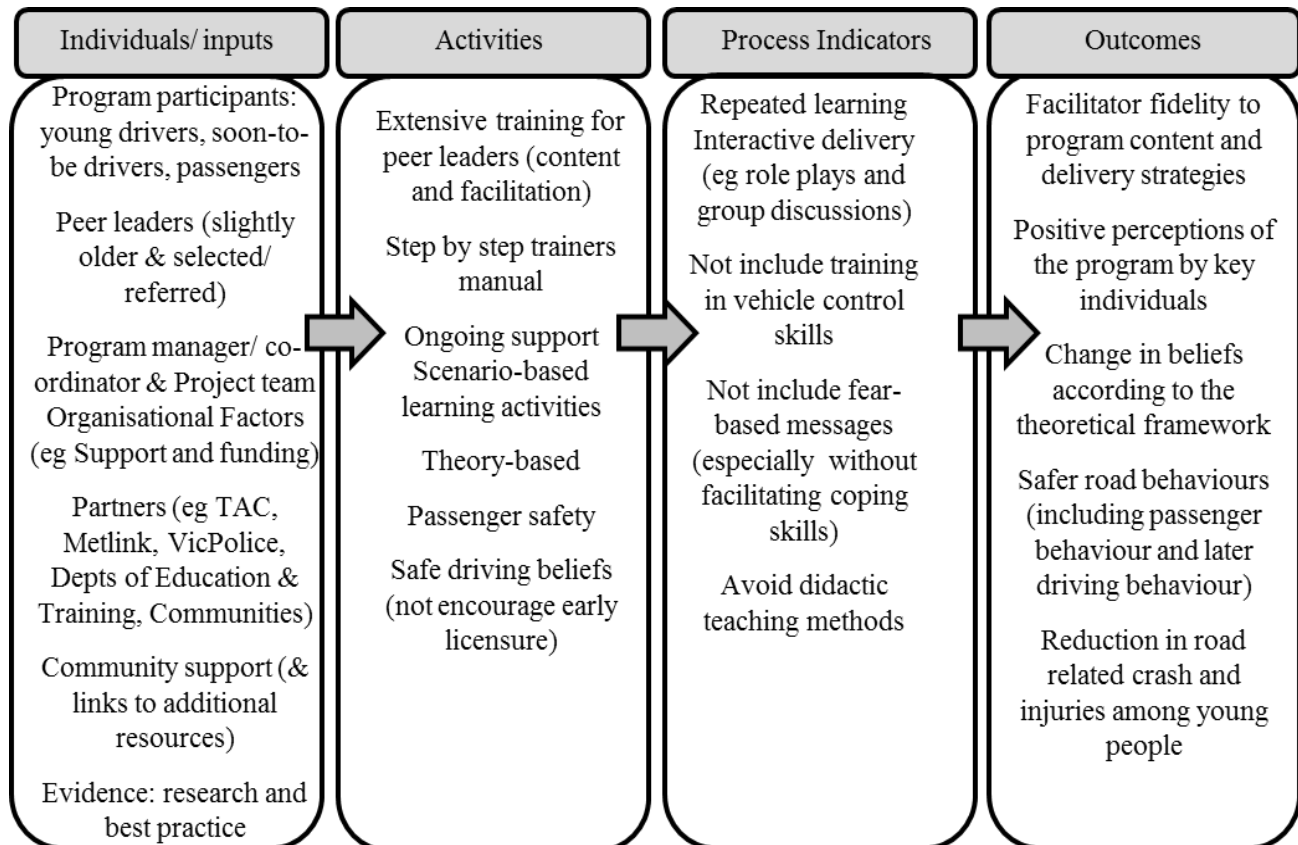 Individuals/ inputs
Program participants:
young drivers, soon-to-
be drivers, passengers
Peer leaders (slightly
older & selected/
referred)
Program manager/ co-
ordinator & Project team
Organisational Factors
(eg Support and funding)
Partners (eg TAC,
Metlink, VicPolice,
Depts of Education &
Training, Communities)
Community support (&
links to additional
resources)
Evidence: research and
best practice
Activities
Extensive training for
peer leaders (content
and facilitation)
Step by step trainers
manual
Ongoing support
Scenario-based
learning activities
Theory-based
Passenger safety
Safe driving beliefs
(not encourage early
licensure)
Process Indicators
Repeated learning
Interactive delivery
(eg role plays and
group discussions)
Not include training
in vehicle control
skills
Not include fear-
based messages
(especially without
facilitating coping
skills)
Avoid didactic
teaching methods
Outcomes
Facilitator fidelity to
program content and
delivery strategies
Positive perceptions of
the program by key
individuals
Change in beliefs
according to the
theoretical framework
Safer road behaviours
(including passenger
behaviour and later
driving behaviour)
Reduction in road
related crash and
injuries among young
people